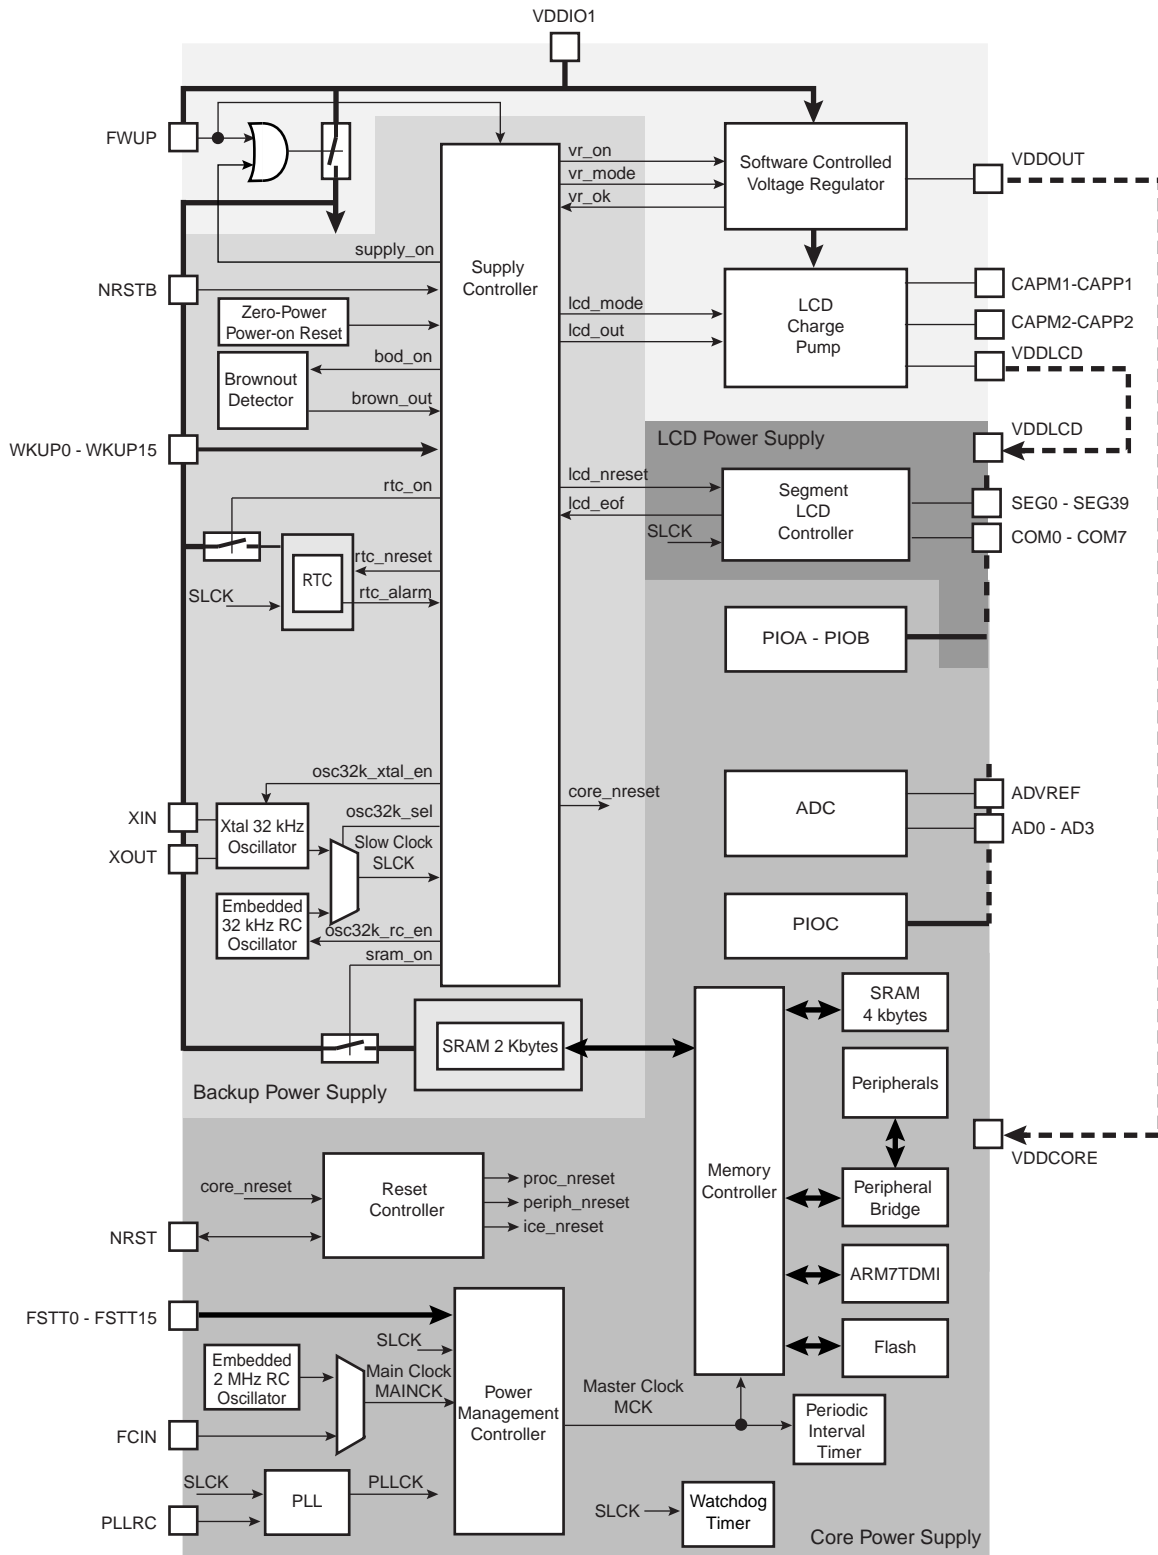 VDDIO1
FWUP
vr_on
vr_mode
vr_ok
Software Controlled
Voltage Regulator
VDDOUT
supply_on
Supply
Controller
NRSTB
Zero-Power
Power-on Reset
lcd_mode
lcd_out
LCD
Charge
Pump
CAPM1-CAPP1
CAPM2-CAPP2
VDDLCD
bod_on
Brownout
Detector
brown_out
VDDLCD
LCD Power Supply
WKUP0 - WKUP15
rtc_on
lcd_nreset
lcd_eof
SLCK
Segment
LCD
Controller
SEG0 - SEG39
COM0 - COM7
rtc_nreset
RTC
SLCK
rtc_alarm
PIOA - PIOB
osc32k_xtal_en
XIN
XOUT
Xtal 32 kHz
Oscillator
osc32k_sel
Slow Clock
SLCK
core_nreset
ADC
ADVREF
AD0 - AD3
Embedded
32 kHz RC
Oscillator
osc32k_rc_en
sram_on
PIOC
SRAM 2 Kbytes
Backup Power Supply
SRAM
4 kbytes
Peripherals
Memory
Controller
Peripheral
Bridge
VDDCORE
core_nreset
Reset
Controller
proc_nreset
periph_nreset
ice_nreset
NRST
ARM7TDMI
FSTT0 - FSTT15
SLCK
Flash
Embedded
2 MHz RC
Oscillator
Main Clock
MAINCK
Power
Management
Controller
Master Clock
MCK
Periodic
Interval
Timer
FCIN
SLCK
PLL
PLLCK
PLLRC
SLCK
Watchdog
Timer
Core Power Supply